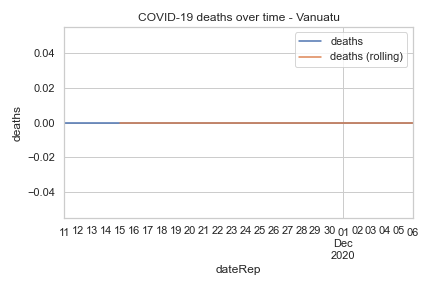 COVID-19 deaths over time - Vanuatu
deaths
deaths (rolling)
0.04
0.02
0.00
−0.02
−0.04
deaths
11 12 13 14 15 16 17 18 19 20 21 22 23 24 25 26 27 28 29 30 01 02 03 04 05 06
Dec
2020
dateRep